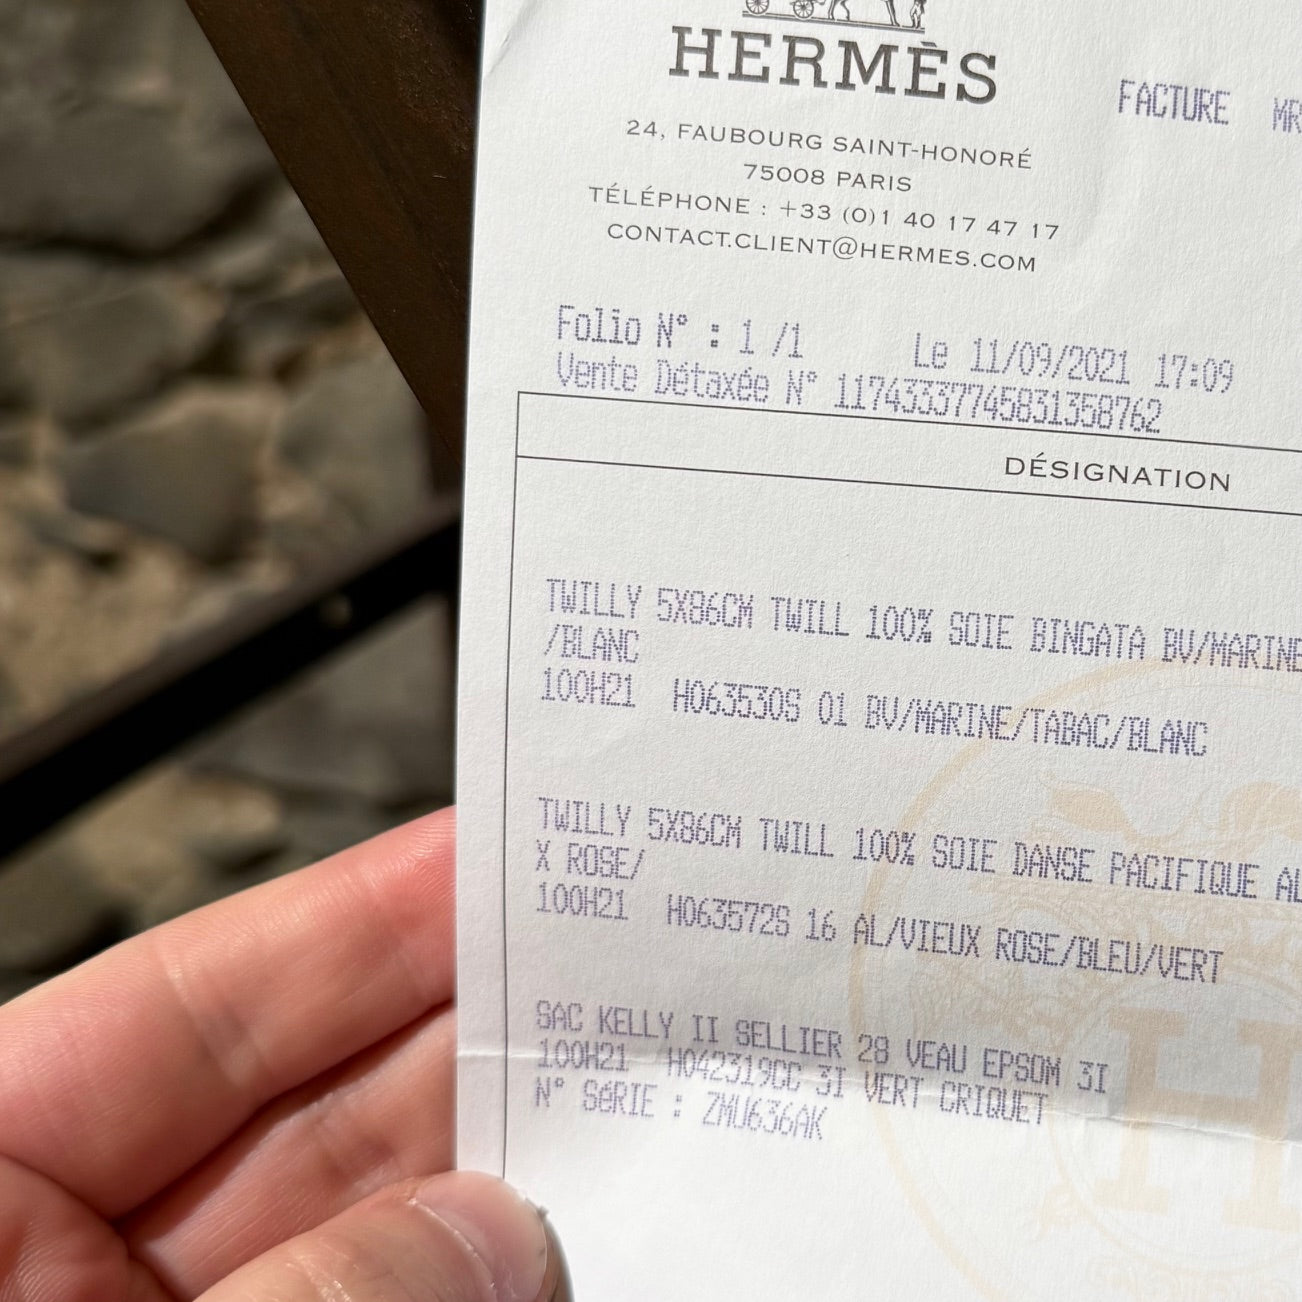 HERMÈS
24, FAUBOURG SAINT-HONORÉ
75008 PARIS
TÉLÉPHONE : +33 (0)1 40 17 47 17
CONTACT.CLIENT@HERMES.COM
FACTURE MR
Folio N° : 1 /1 Le 11/09/2021 17:09
Vente Détaxée N° 11743337745831358762
DÉSIGNATION
TWILLY 5X86CM TWILL 100% SOIE BINGATA BV/MARINE
/BLANC
100H21 H063530S 01 BV/MARINE/TABAC/BLANC
TWILLY 5X86CM TWILL 100% SOIE DANSE PACIFIQUE AL
X ROSE/
100H21 H063572S 16 AL/VIEUX ROSE/BLEU/VERT
SAC KELLY II SELLIER 28 VEAU EPSOM 3I
100H21 H042319CC 3I VERT CRIQUET
N° SéRIE : ZMU636AK